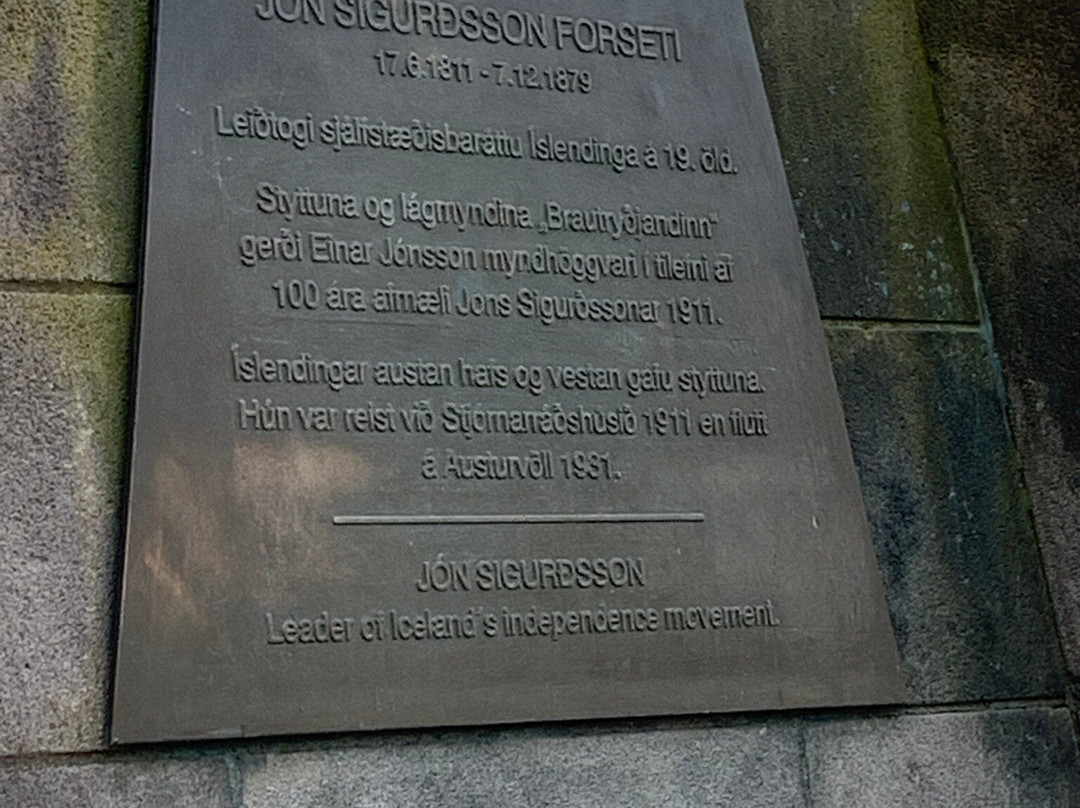 JÓN SIGURÐSSON FORSETI
17.6.1811 - 7.12.1879
Leiðtogi sjálfstæðisbaráttu Íslendinga á 19. öld.
Styttuna og lágmyndina „Brautryðjandinn“
gerði Einar Jónsson myndhöggvari í tilefni af
100 ára afmæli Jóns Sigurðssonar 1911.
Íslendingar austan hafs og vestan gáfu styttuna.
Hún var reist við Stjórnarráðshúsið 1911 en flutt
á Austurvöll 1931.
JÓN SIGURÐSSON
Leader of Iceland´s independence movement.